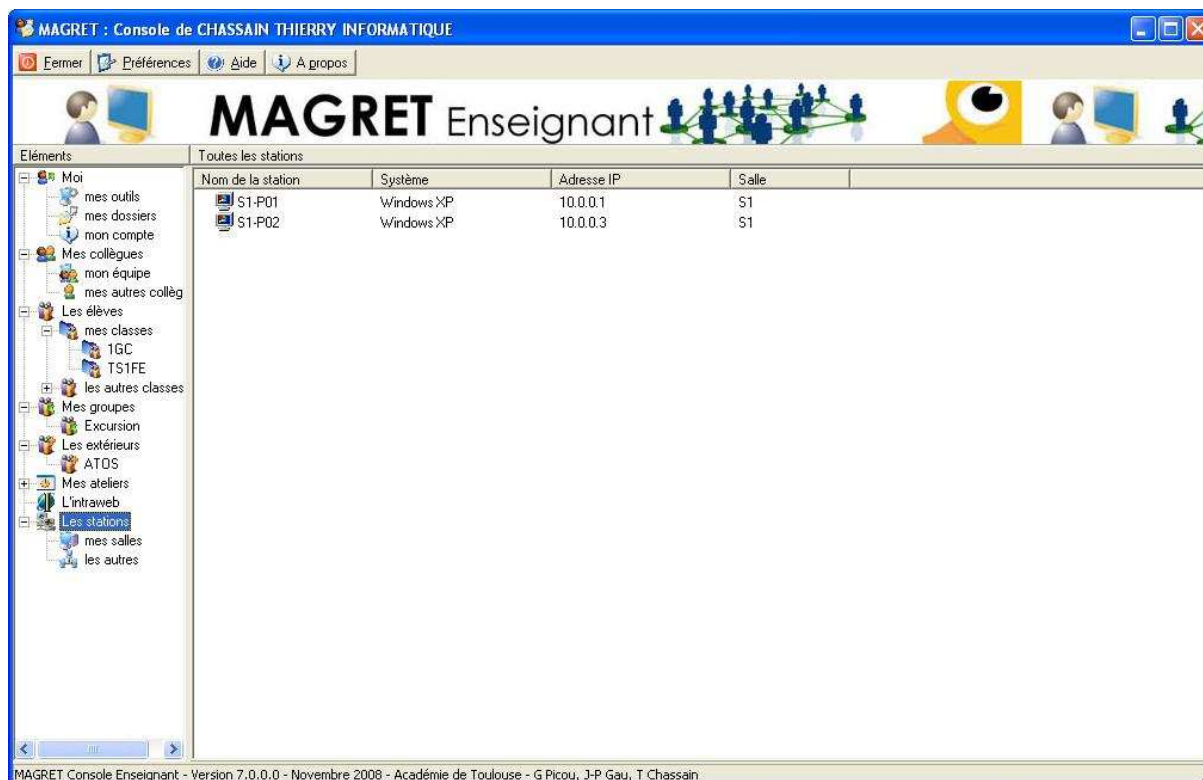 MAGRET : Console de CHASSAIN THIERRY INFORMATIQUE
Fermer Préférences Aide A propos
MAGRET Enseignant
Eléments
Toutes les stations
Moi
mes outils
mes dossiers
mon compte
Mes collègues
mon équipe
mes autres collèg
Les élèves
mes classes
1GC
TS1FE
les autres classes
Mes groupes
Excursion
Les extérieurs
ATOS
Mes ateliers
L'intraweb
Les stations
mes salles
les autres
Nom de la station Système Adresse IP Salle
S1-P01 Windows XP 10.0.0.1 S1
S1-P02 Windows XP 10.0.0.3 S1
MAGRET Console Enseignant - Version 7.0.0.0 - Novembre 2008 - Académie de Toulouse - G Picou, J-P Gau, T Chassain